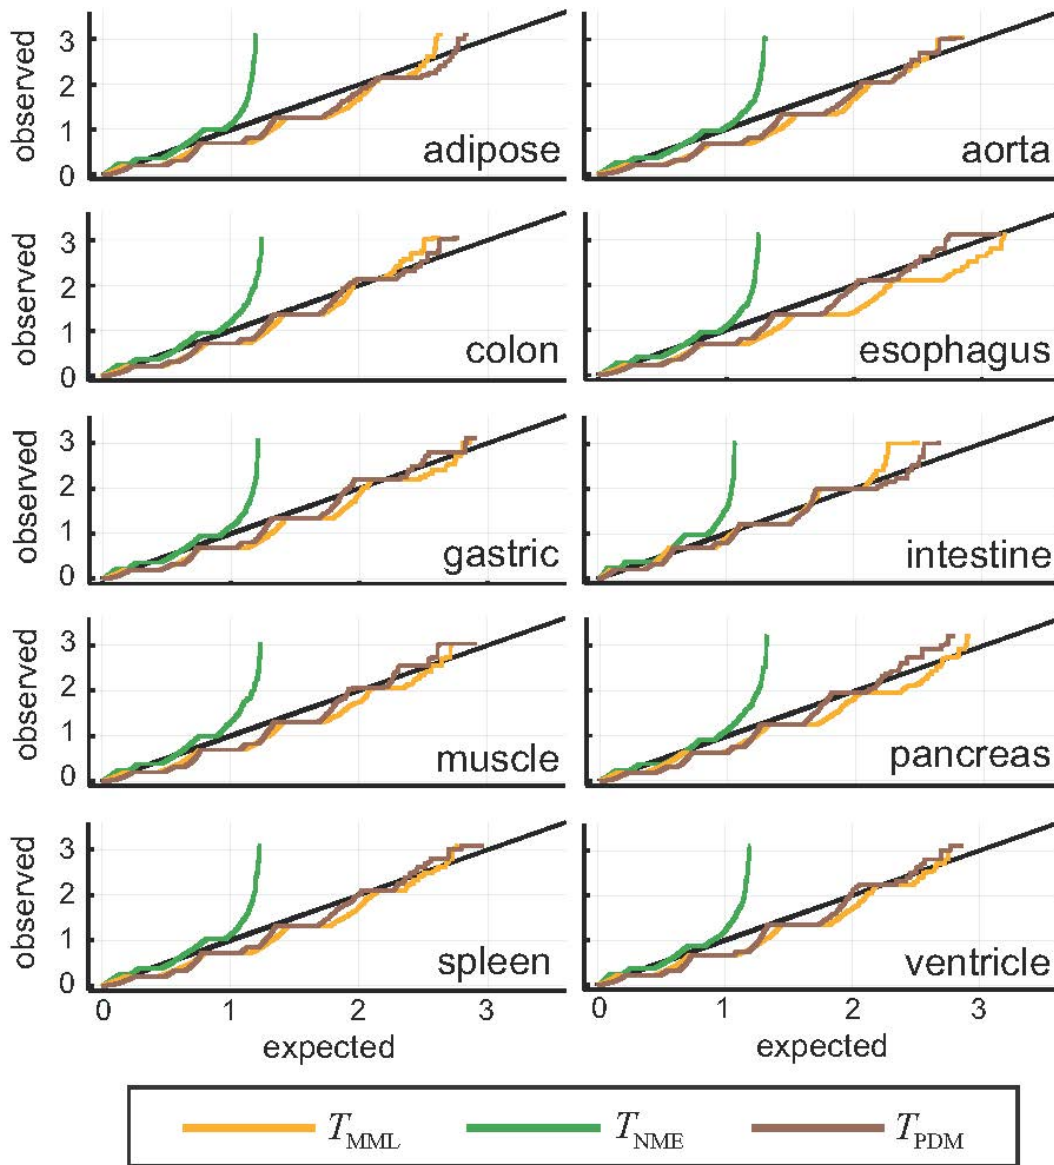 observed
3
2
1
0
adipose
aorta
observed
3
2
1
0
colon
esophagus
observed
3
2
1
0
gastric
intestine
observed
3
2
1
0
muscle
pancreas
observed
3
2
1
0
spleen
ventricle
0 1 2 3
0 1 2 3
expected
expected
T_MML T_NME T_PDM